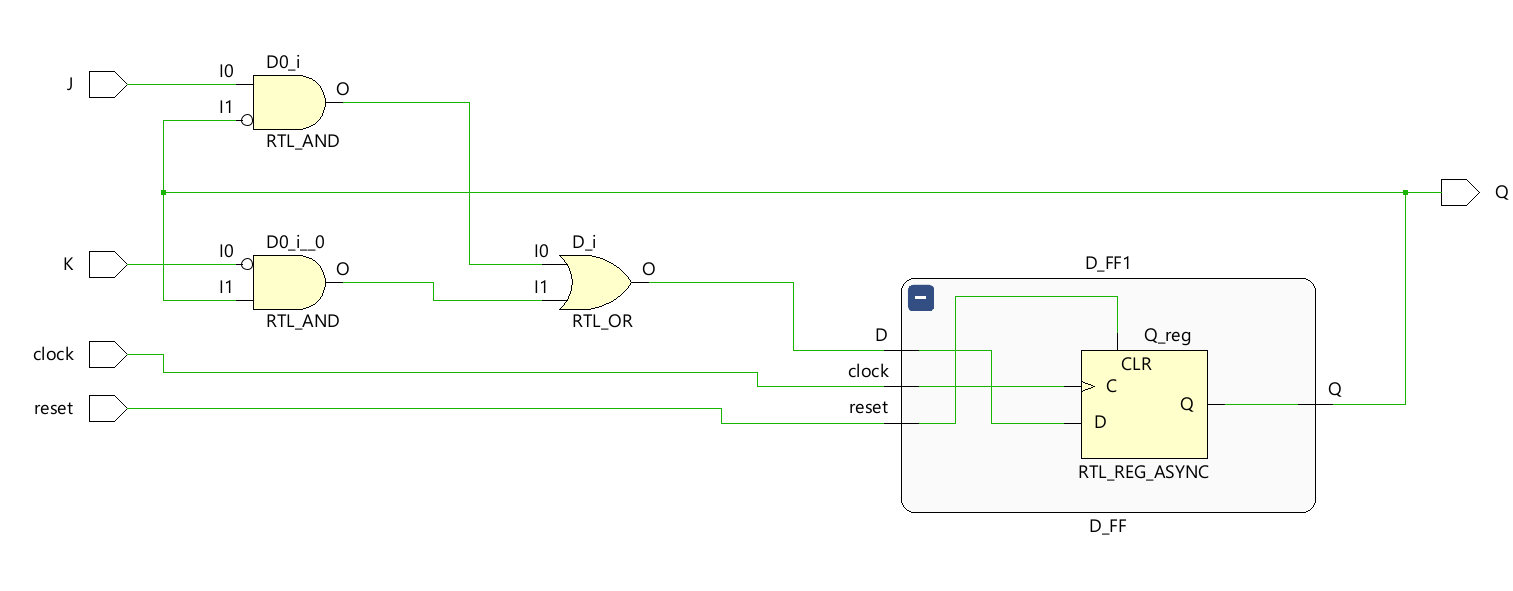 D0_i
J
I0
O
I1
RTL_AND
Q
D0_i__0
D_i
K
I0
I0
O
O
I1
I1
RTL_AND
RTL_OR
D_FF1
clock
D
Q_reg
CLR
clock
C
Q
reset
reset
Q
D
RTL_REG_ASYNC
D_FF